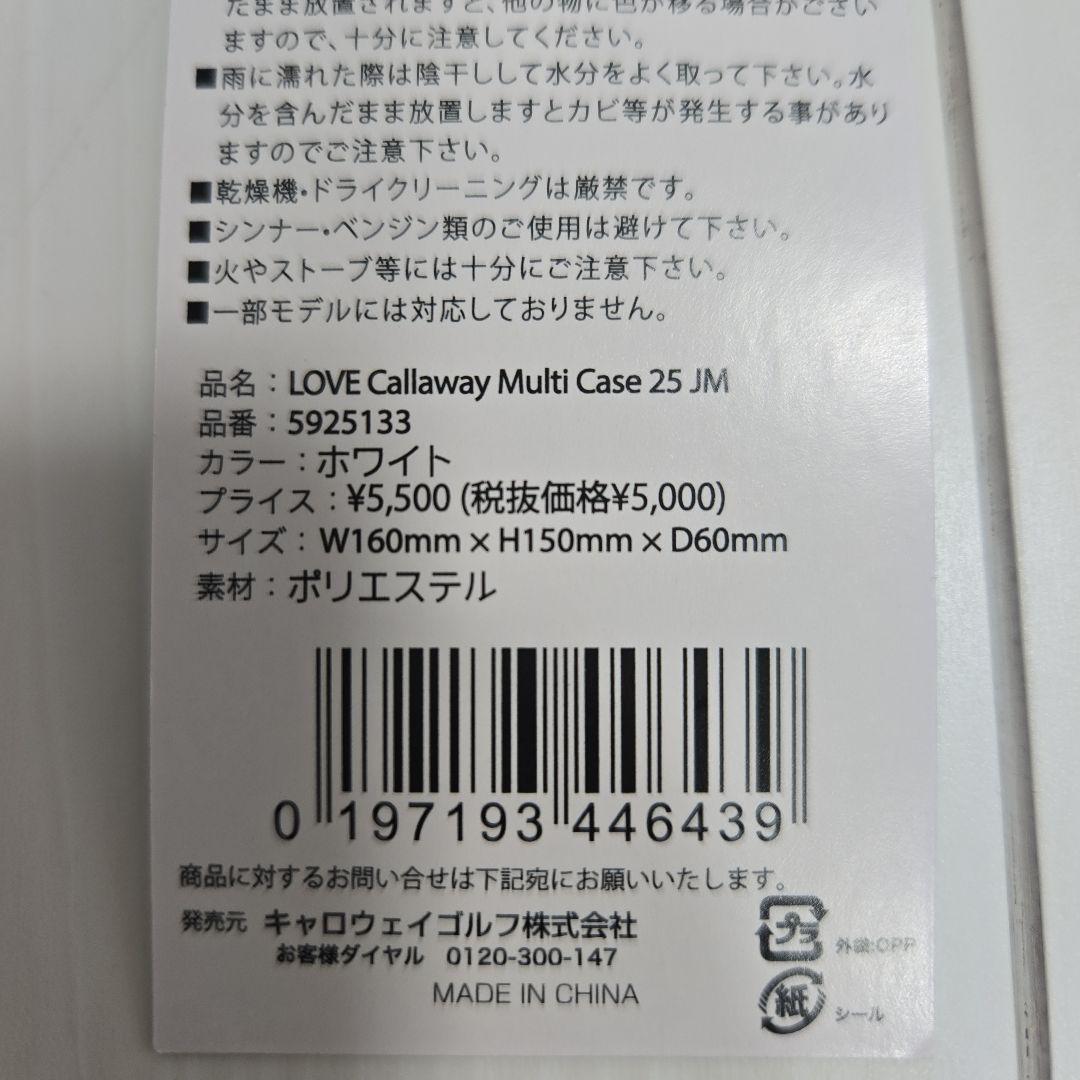 たまま放置されますと、他の物に色が移る場合がござい
ますので、十分に注意してください。
■雨に濡れた際は陰干しして水分をよく取って下さい。水
分を含んだまま放置しますとカビ等が発生する事があり
ますのでご注意下さい。
■乾燥機・ドライクリーニングは厳禁です。
■シンナー・ベンジン類のご使用は避けて下さい。
■火やストーブ等には十分にご注意下さい。
■一部モデルには対応しておりません。
品名：LOVE Callaway Multi Case 25 JM
品番：5925133
カラー：ホワイト
プライス：¥5,500 (税抜価格¥5,000)
サイズ：W160mm × H150mm × D60mm
素材：ポリエステル
0 197193 446439
商品に対するお問い合せは下記宛にお願いいたします。
発売元 キャロウェイゴルフ株式会社
お客様ダイヤル 0120-300-147
MADE IN CHINA
プラ 外袋:OPP
紙 シール